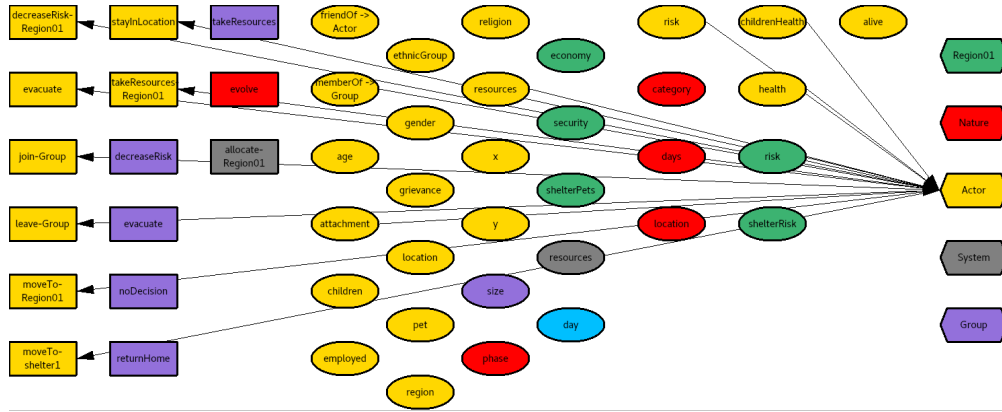 decreaseRisk-
Region01
stayInLocation
takeResources
friendOf ->
Actor
religion
risk
childrenHealth
alive
ethnicGroup
economy
Region01
evacuate
takeResources-
Region01
evolve
memberOf ->
Group
resources
category
health
Nature
gender
security
join-Group
decreaseRisk
allocate-
Region01
age
x
days
risk
grievance
shelterPets
Actor
leave-Group
evacuate
attachment
y
location
shelterRisk
location
resources
System
moveTo-
Region01
noDecision
children
size
pet
day
Group
moveTo-
shelter1
returnHome
employed
phase
region